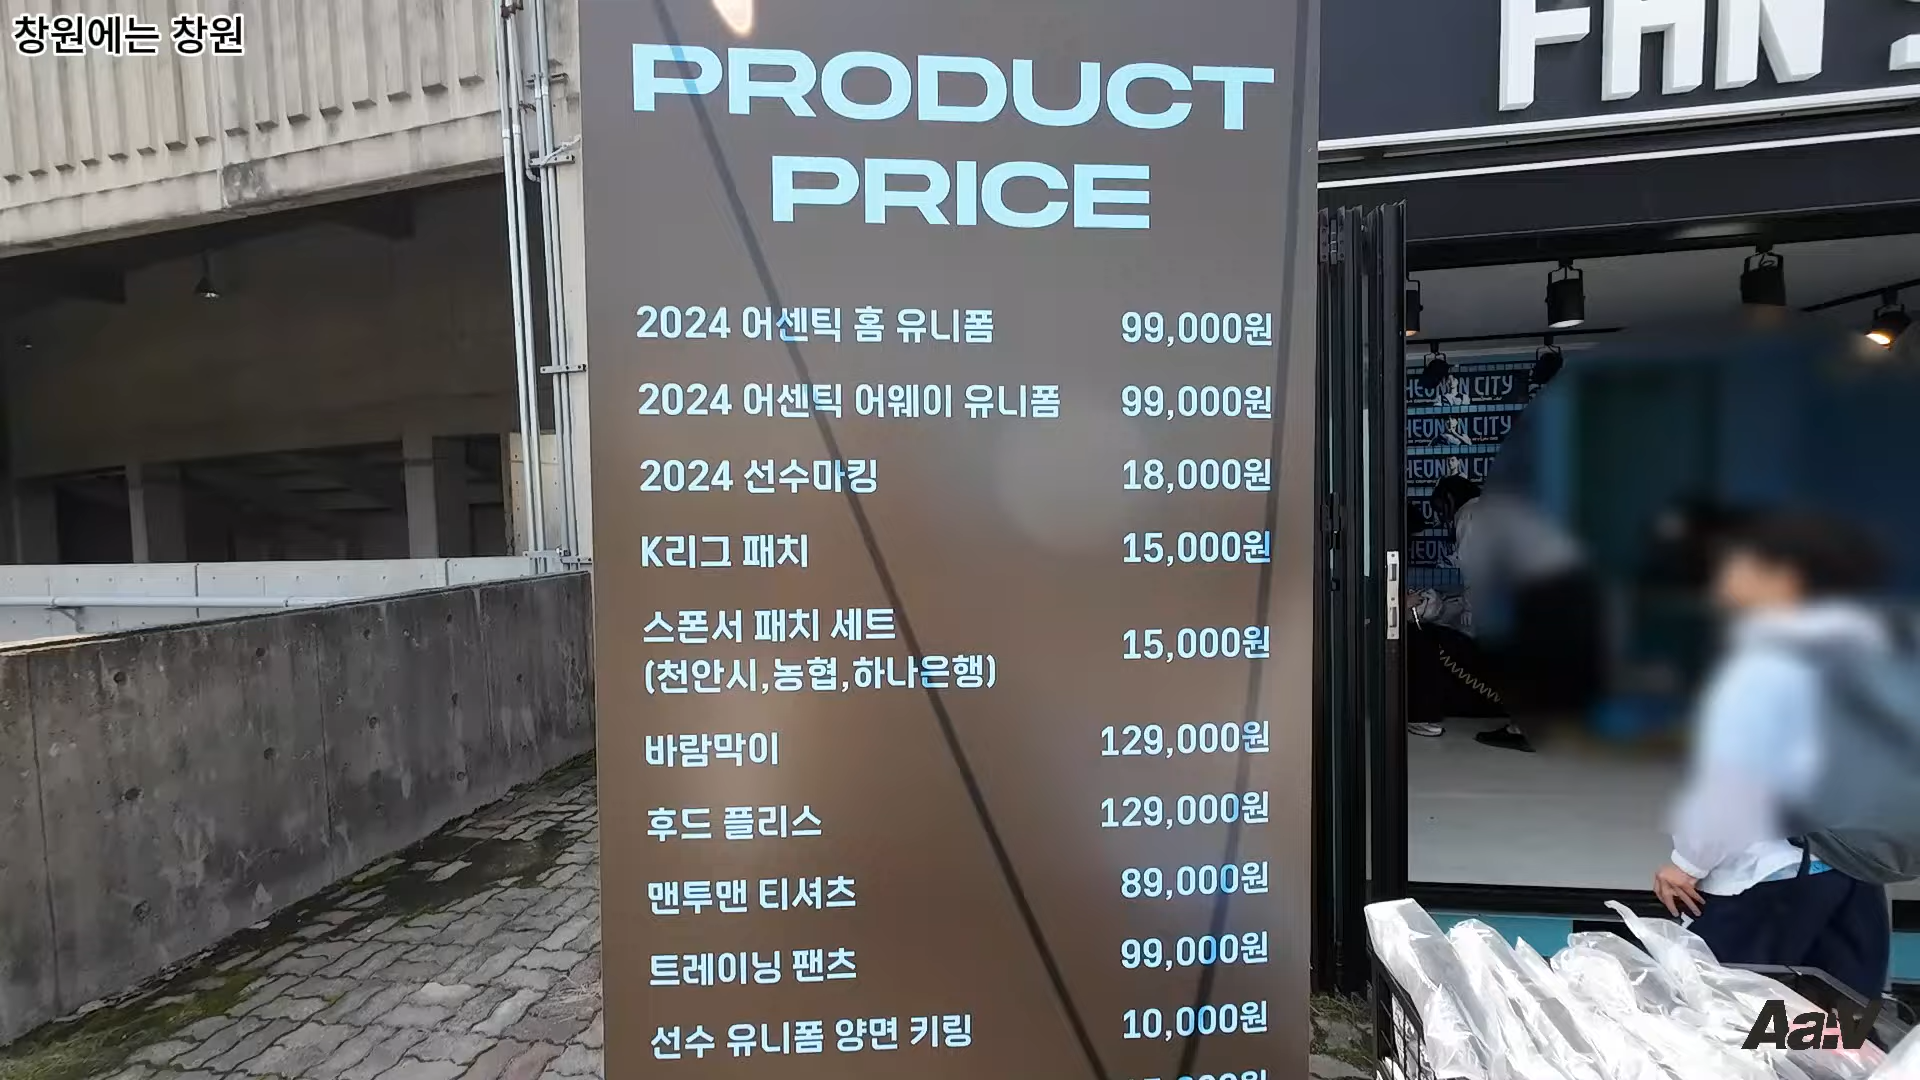 창원에는 창원
PRODUCT
PRICE
2024 어센틱 홈 유니폼 99,000원
2024 어센틱 어웨이 유니폼 99,000원
2024 선수마킹 18,000원
K리그 패치 15,000원
스폰서 패치 세트
(천안시,농협,하나은행) 15,000원
바람막이 129,000원
후드 플리스 129,000원
맨투맨 티셔츠 89,000원
트레이닝 팬츠 99,000원
선수 유니폼 양면 키링 10,000원
FAN
HEONAN CITY
HEONAN CITY
AaiV